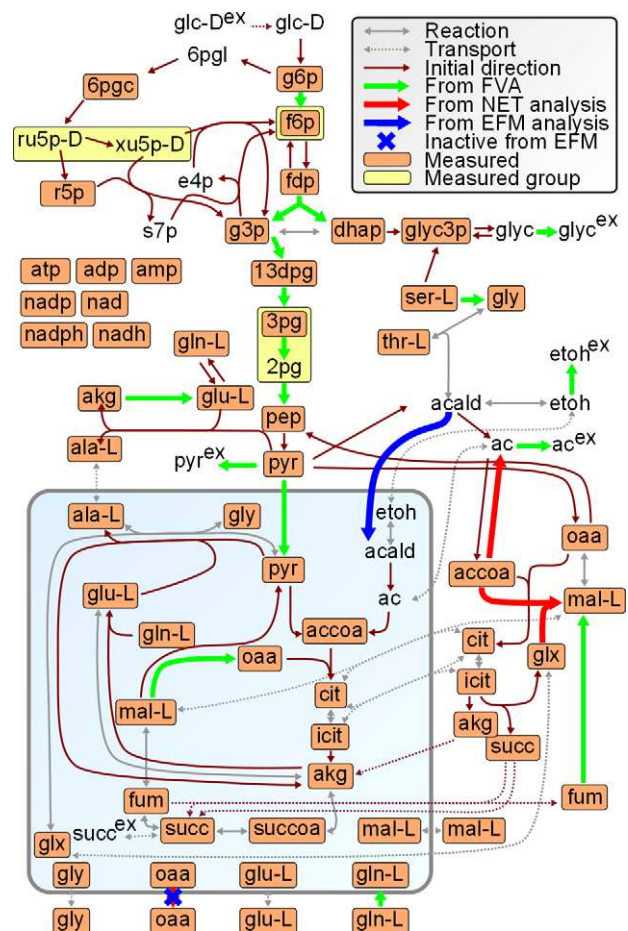 glc-D^ex glc-D
6pgl
6pgc
g6p
ru5p-D xu5p-D
f6p
r5p
e4p
fdp
s7p
g3p dhap glyc3p glyc glyc^ex
Reaction
Transport
Initial direction
From FVA
From NET analysis
From EFM analysis
Inactive from EFM
Measured
Measured group
atp adp amp
nadp nad
nadph nadh
13dpg
ser-L gly
3pg
thr-L
gln-L
2pg
etoh^ex
akg glu-L
pep
acald etoh
ala-L
pyr^ex pyr
ac ac^ex
ala-L gly
etoh
oaa
acald
pyr
glu-L
ac
accoa
mal-L
gln-L
accoa
cit glx
oaa
icit
mal-L
cit
akg
icit
succ
akg
fum
fum
succ^ex succ succoa mal-L mal-L
glx
gly oaa glu-L gln-L
gly oaa glu-L gln-L